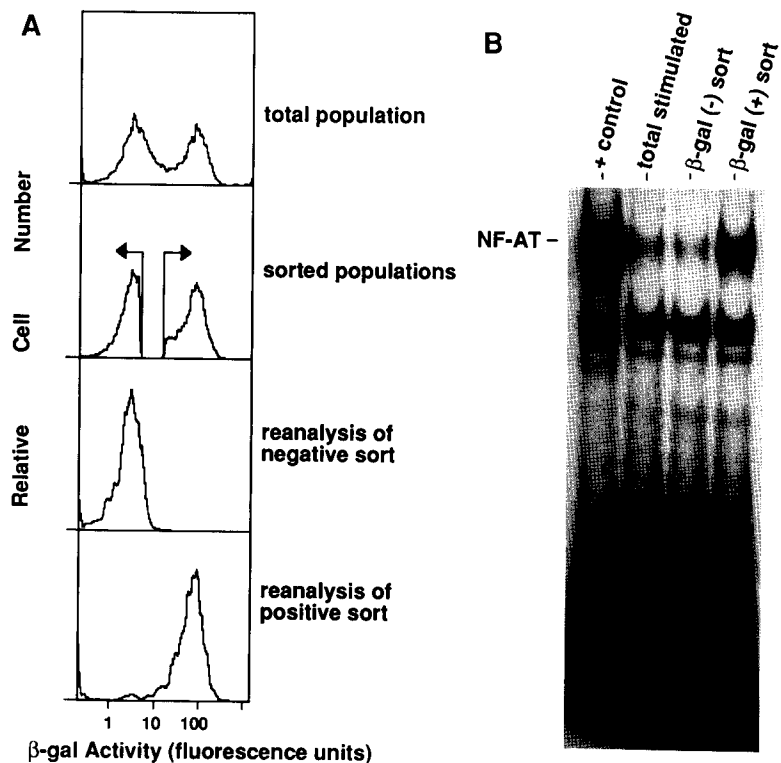 A
total population
sorted populations
reanalysis of
negative sort
reanalysis of
positive sort
Relative Cell Number
1 10 100
β-gal Activity (fluorescence units)
B
-+ control
-total stimulated
-β-gal (-) sort
-β-gal (+) sort
NF-AT –